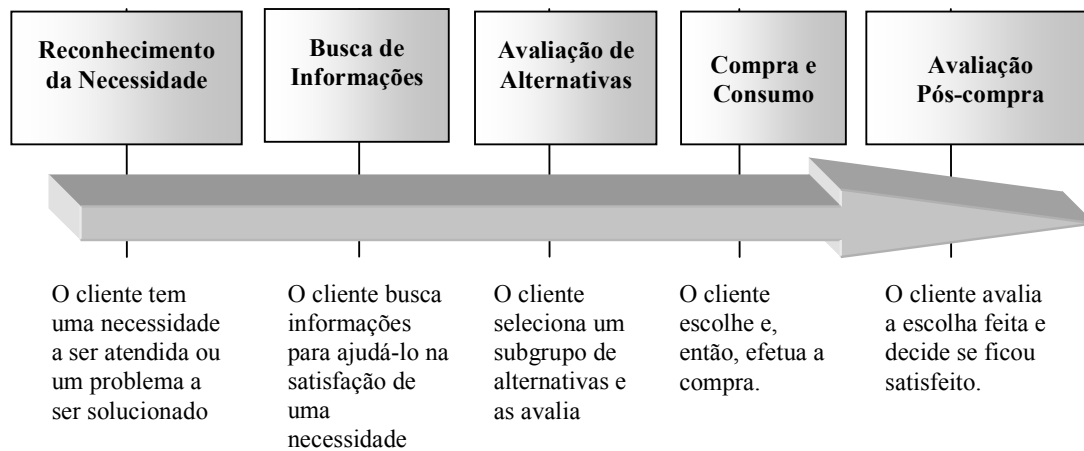 Reconhecimento
da Necessidade
Busca de
Informações
Avaliação de
Alternativas
Compra e
Consumo
Avaliação
Pós-compra
O cliente tem
uma necessidade
a ser atendida ou
um problema a
ser solucionado
O cliente busca
informações
para ajudá-lo na
satisfação de
uma
necessidade
O cliente
seleciona um
subgrupo de
alternativas e
as avalia
O cliente
escolhe e,
então, efetua a
compra.
O cliente avalia
a escolha feita e
decide se ficou
satisfeito.